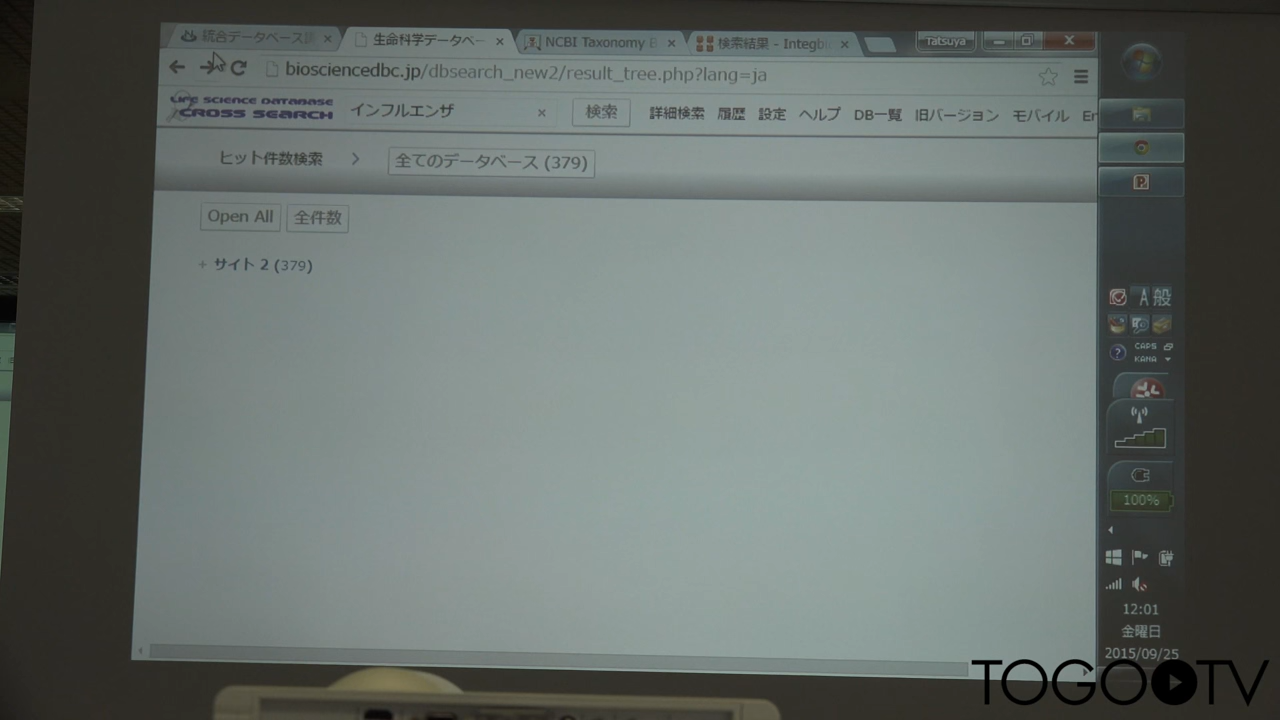 統合データベース講
生命科学データベー
NCBI Taxonomy B
検索結果 - Integbi
Tatsuya
biosciencedbc.jp/dbsearch_new2/result_tree.php?lang=ja
LIFE SCIENCE DATABASE
CROSS SEARCH
インフルエンザ
検索
詳細検索 履歴 設定 ヘルプ DB一覧 旧バージョン モバイル En
ヒット件数検索 > 全てのデータベース (379)
Open All 全件数
+ サイト 2 (379)
A 般
CAPS
KANA
100%
12:01
金曜日
2015/09/25
TOGO TV